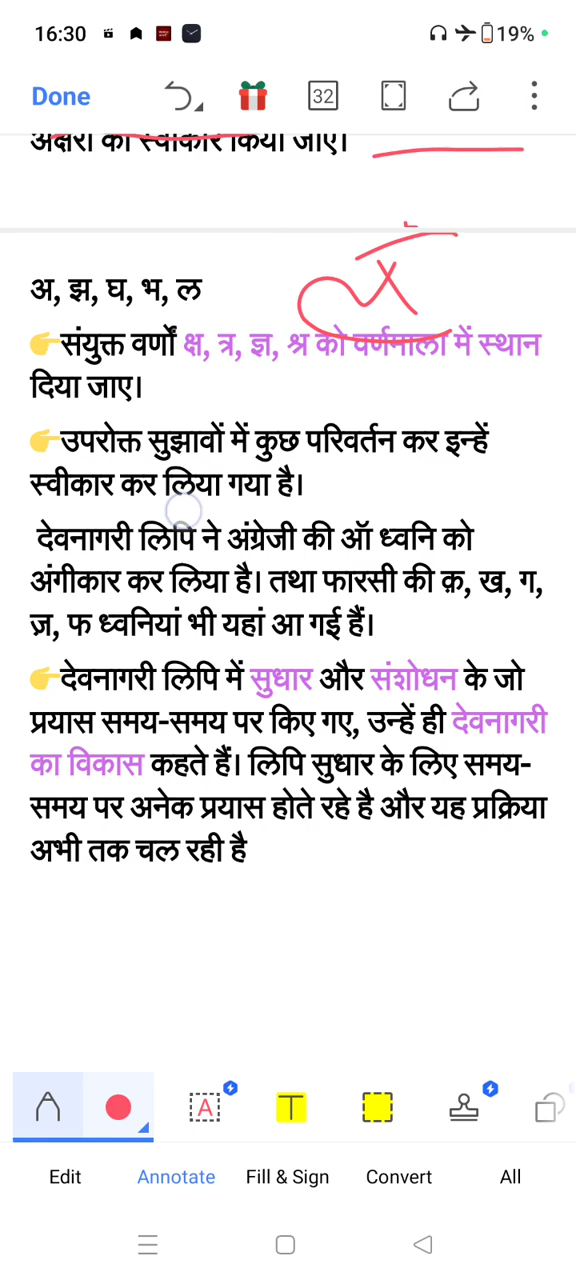 16:30
19%
Done
32
अक्षरों को स्वीकार किया जाए।
अ, झ, घ, भ, ल
👉संयुक्त वर्णों क्ष, त्र, ज्ञ, श्र को वर्णमाला में स्थान
दिया जाए।
👉उपरोक्त सुझावों में कुछ परिवर्तन कर इन्हें
स्वीकार कर लिया गया है।
देवनागरी लिपि ने अंग्रेजी की ऑ ध्वनि को
अंगीकार कर लिया है। तथा फारसी की क़, ख, ग,
ज़, फ ध्वनियां भी यहां आ गई हैं।
👉देवनागरी लिपि में सुधार और संशोधन के जो
प्रयास समय-समय पर किए गए, उन्हें ही देवनागरी
का विकास कहते हैं। लिपि सुधार के लिए समय-
समय पर अनेक प्रयास होते रहे है और यह प्रक्रिया
अभी तक चल रही है
A
T
Edit
Annotate
Fill & Sign
Convert
All